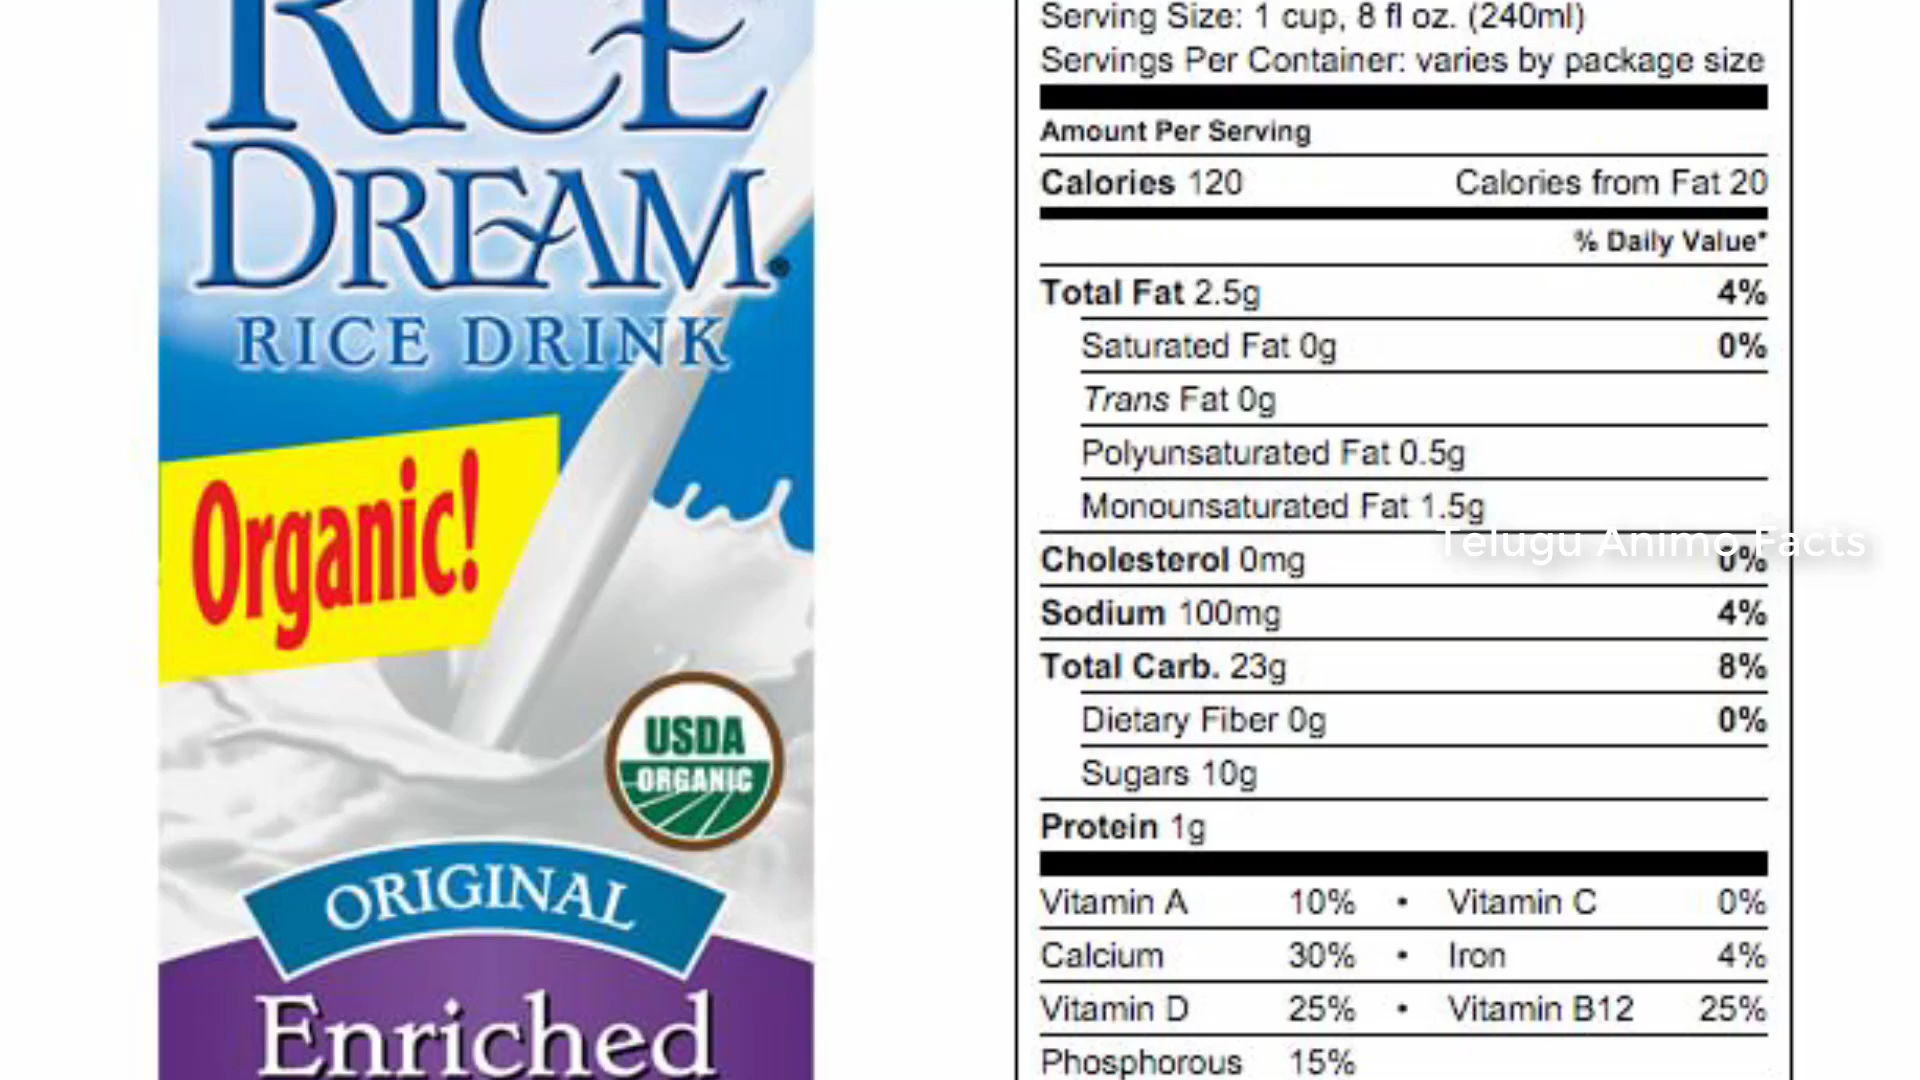 RICE
DREAM
RICE DRINK
Organic!
USDA
ORGANIC
ORIGINAL
Enriched
Serving Size: 1 cup, 8 fl oz. (240ml)
Servings Per Container: varies by package size
Amount Per Serving
Calories 120 Calories from Fat 20
% Daily Value*
Total Fat 2.5g 4%
Saturated Fat 0g 0%
Trans Fat 0g
Polyunsaturated Fat 0.5g
Monounsaturated Fat 1.5g
Telugu Animo Facts
Cholesterol 0mg 0%
Sodium 100mg 4%
Total Carb. 23g 8%
Dietary Fiber 0g 0%
Sugars 10g
Protein 1g
Vitamin A 10% • Vitamin C 0%
Calcium 30% • Iron 4%
Vitamin D 25% • Vitamin B12 25%
Phosphorous 15%